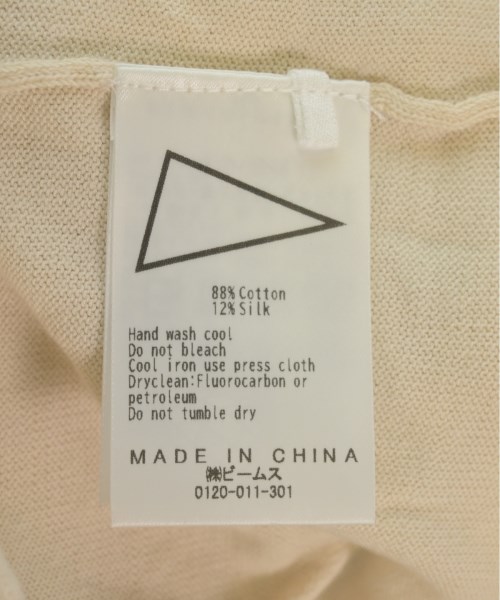 88% Cotton
12% Silk
Hand wash cool
Do not bleach
Cool iron use press cloth
Dryclean:Fluorocarbon or
petroleum
Do not tumble dry
MADE IN CHINA
㈱ビームス
0120-011-301